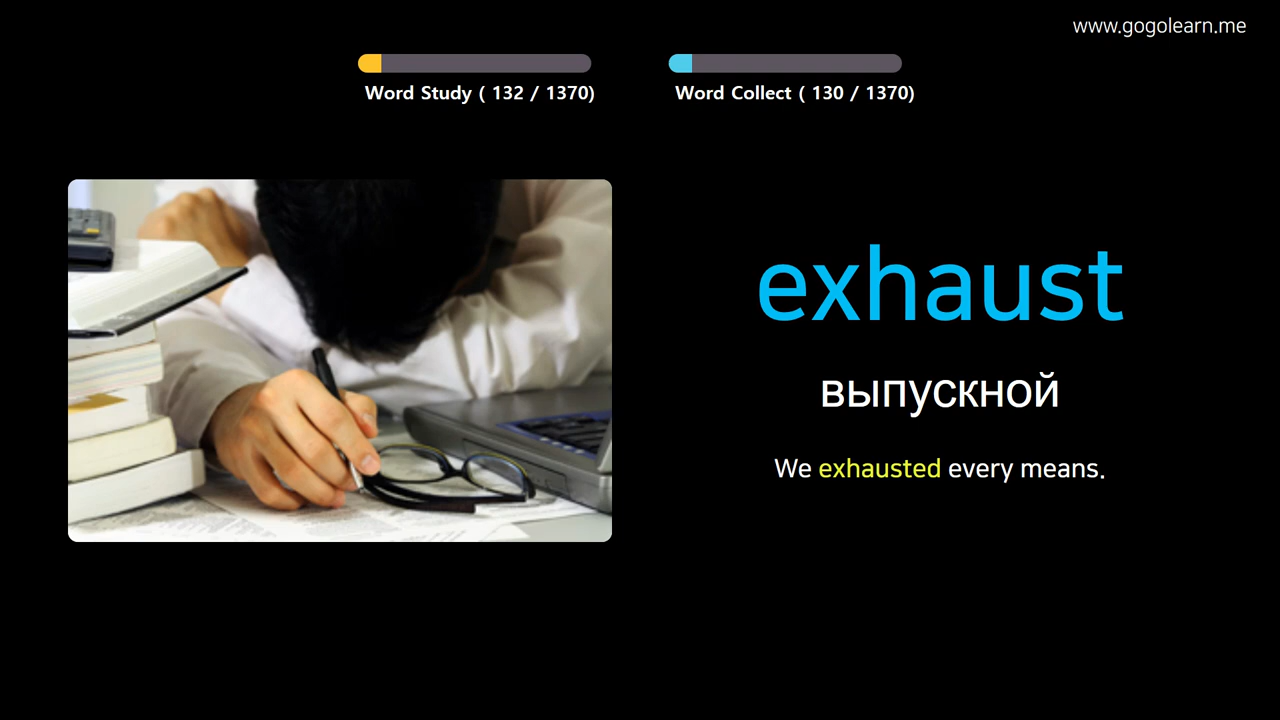 www.gogolearn.me
Word Study ( 132 / 1370)
Word Collect ( 130 / 1370)
exhaust
выпускной
We exhausted every means.